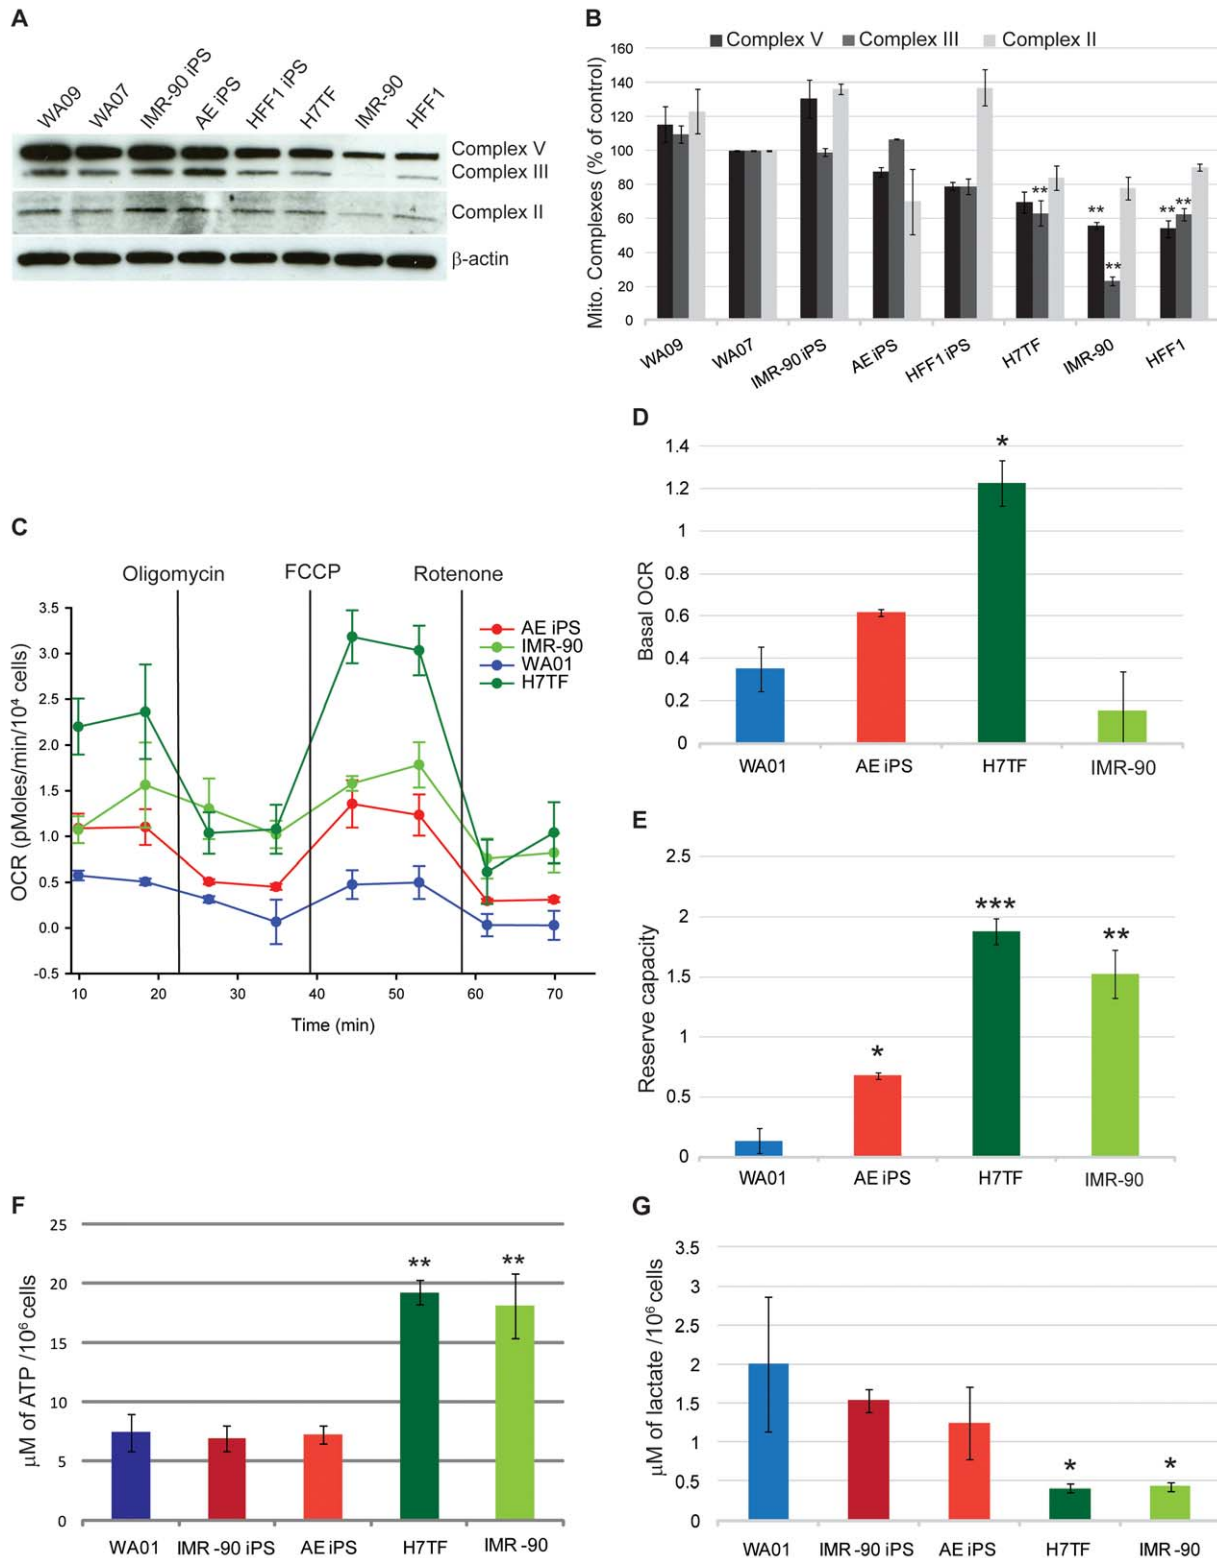 A
WA09 WA07 IMR-90 iPS AE iPS HFF1 iPS H7TF IMR-90 HFF1
Complex V
Complex III
Complex II
β-actin
B
Complex V Complex III Complex II
Mito. Complexes (% of control)
160
140
120
100
80
60
40
20
0
** ** ** ** **
WA09 WA07 IMR-90 iPS AE iPS HFF1 iPS H7TF IMR-90 HFF1
C
Oligomycin FCCP Rotenone
AE iPS
IMR-90
WA01
H7TF
OCR (pMoles/min/10⁴ cells)
3.5
3.0
2.5
2.0
1.5
1.0
0.5
0.0
-0.5
10 20 30 40 50 60 70
Time (min)
D
Basal OCR
1.4
1.2
1
0.8
0.6
0.4
0.2
0
*
WA01 AE iPS H7TF IMR-90
E
Reserve capacity
2.5
2
1.5
1
0.5
0
* *** **
WA01 AE iPS H7TF IMR-90
F
μM of ATP /10⁶ cells
25
20
15
10
5
0
** **
WA01 IMR -90 iPS AE iPS H7TF IMR -90
G
μM of lactate /10⁶ cells
3.5
3
2.5
2
1.5
1
0.5
0
* *
WA01 IMR -90 iPS AE iPS H7TF IMR -90